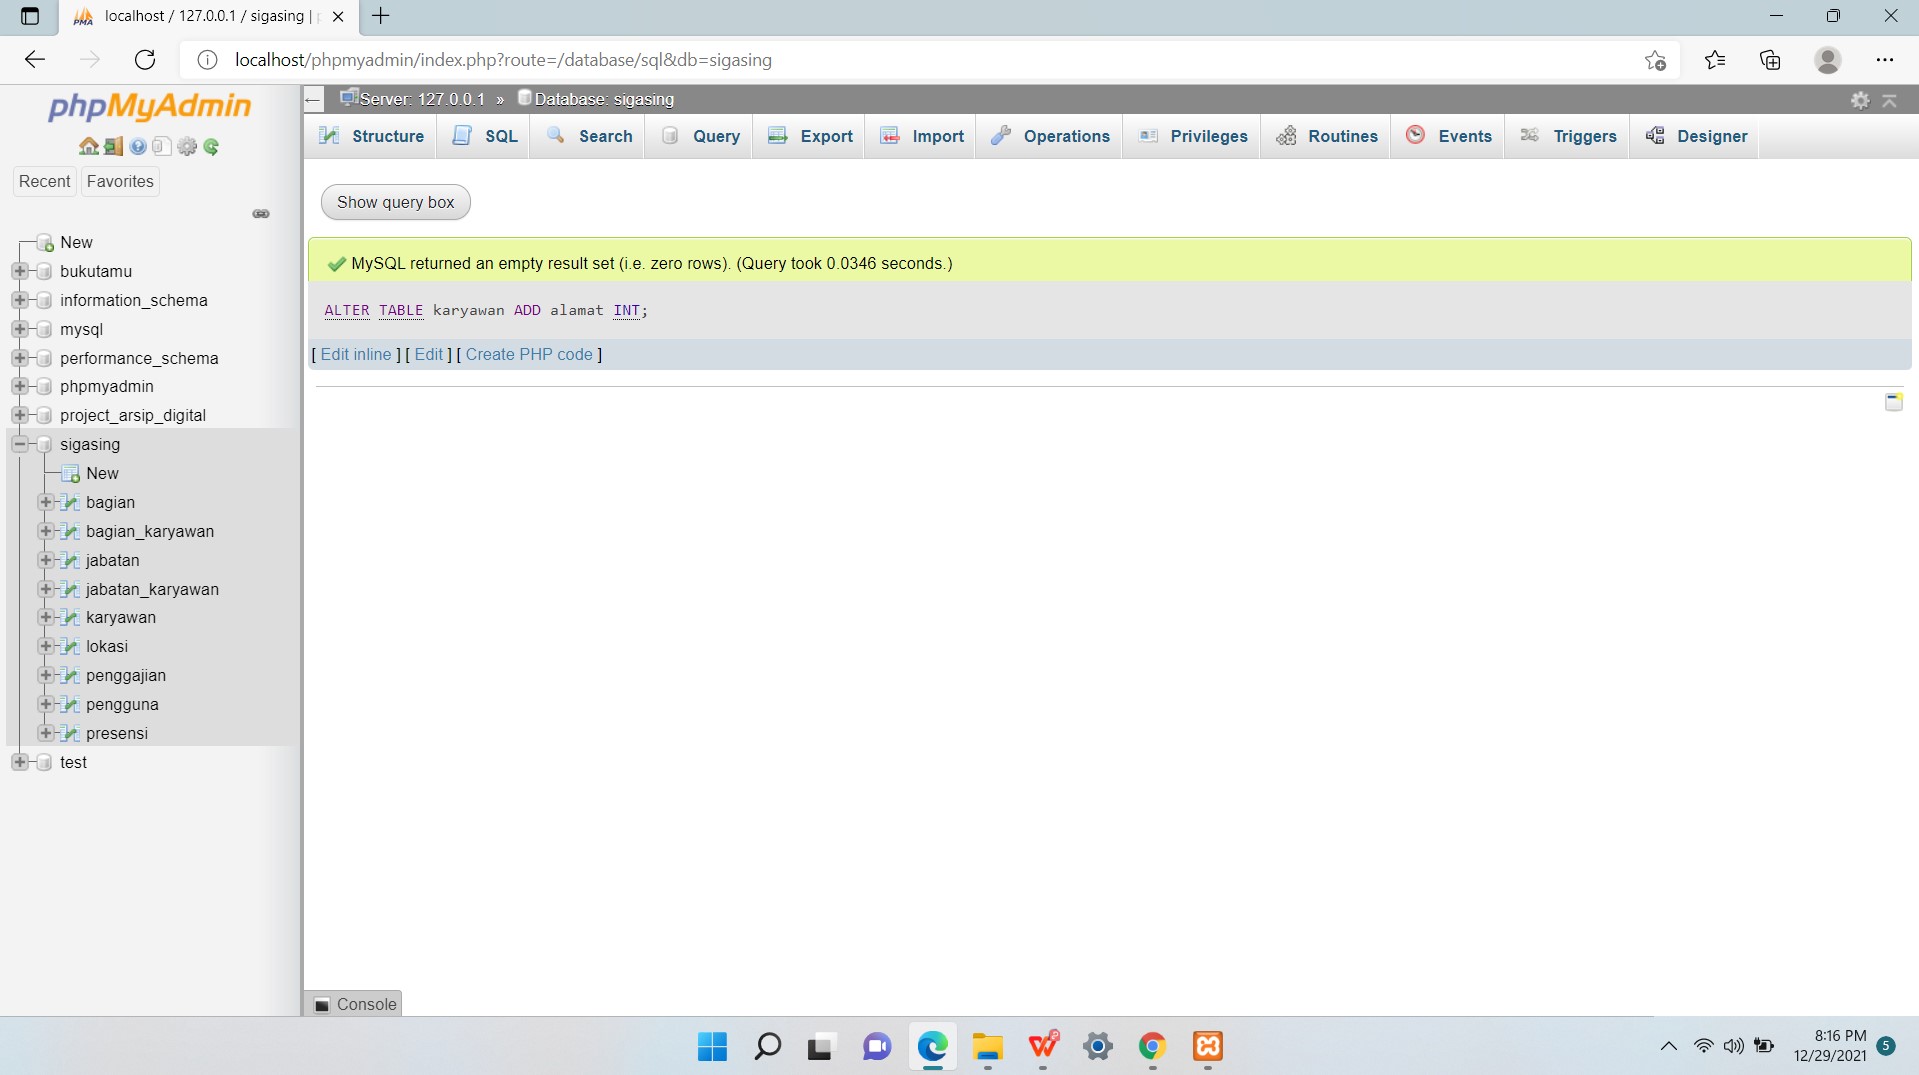 localhost / 127.0.0.1 / sigasing |
localhost/phpmyadmin/index.php?route=/database/sql&db=sigasing
phpMyAdmin
Recent
Favorites
New
bukutamu
information_schema
mysql
performance_schema
phpmyadmin
project_arsip_digital
sigasing
New
bagian
bagian_karyawan
jabatan
jabatan_karyawan
karyawan
lokasi
penggajian
pengguna
presensi
test
Server: 127.0.0.1 » Database: sigasing
Structure SQL Search Query Export Import Operations Privileges Routines Events Triggers Designer
Show query box
MySQL returned an empty result set (i.e. zero rows). (Query took 0.0346 seconds.)
ALTER TABLE karyawan ADD alamat INT;
[ Edit inline ] [ Edit ] [ Create PHP code ]
Console
8:16 PM
12/29/2021
5